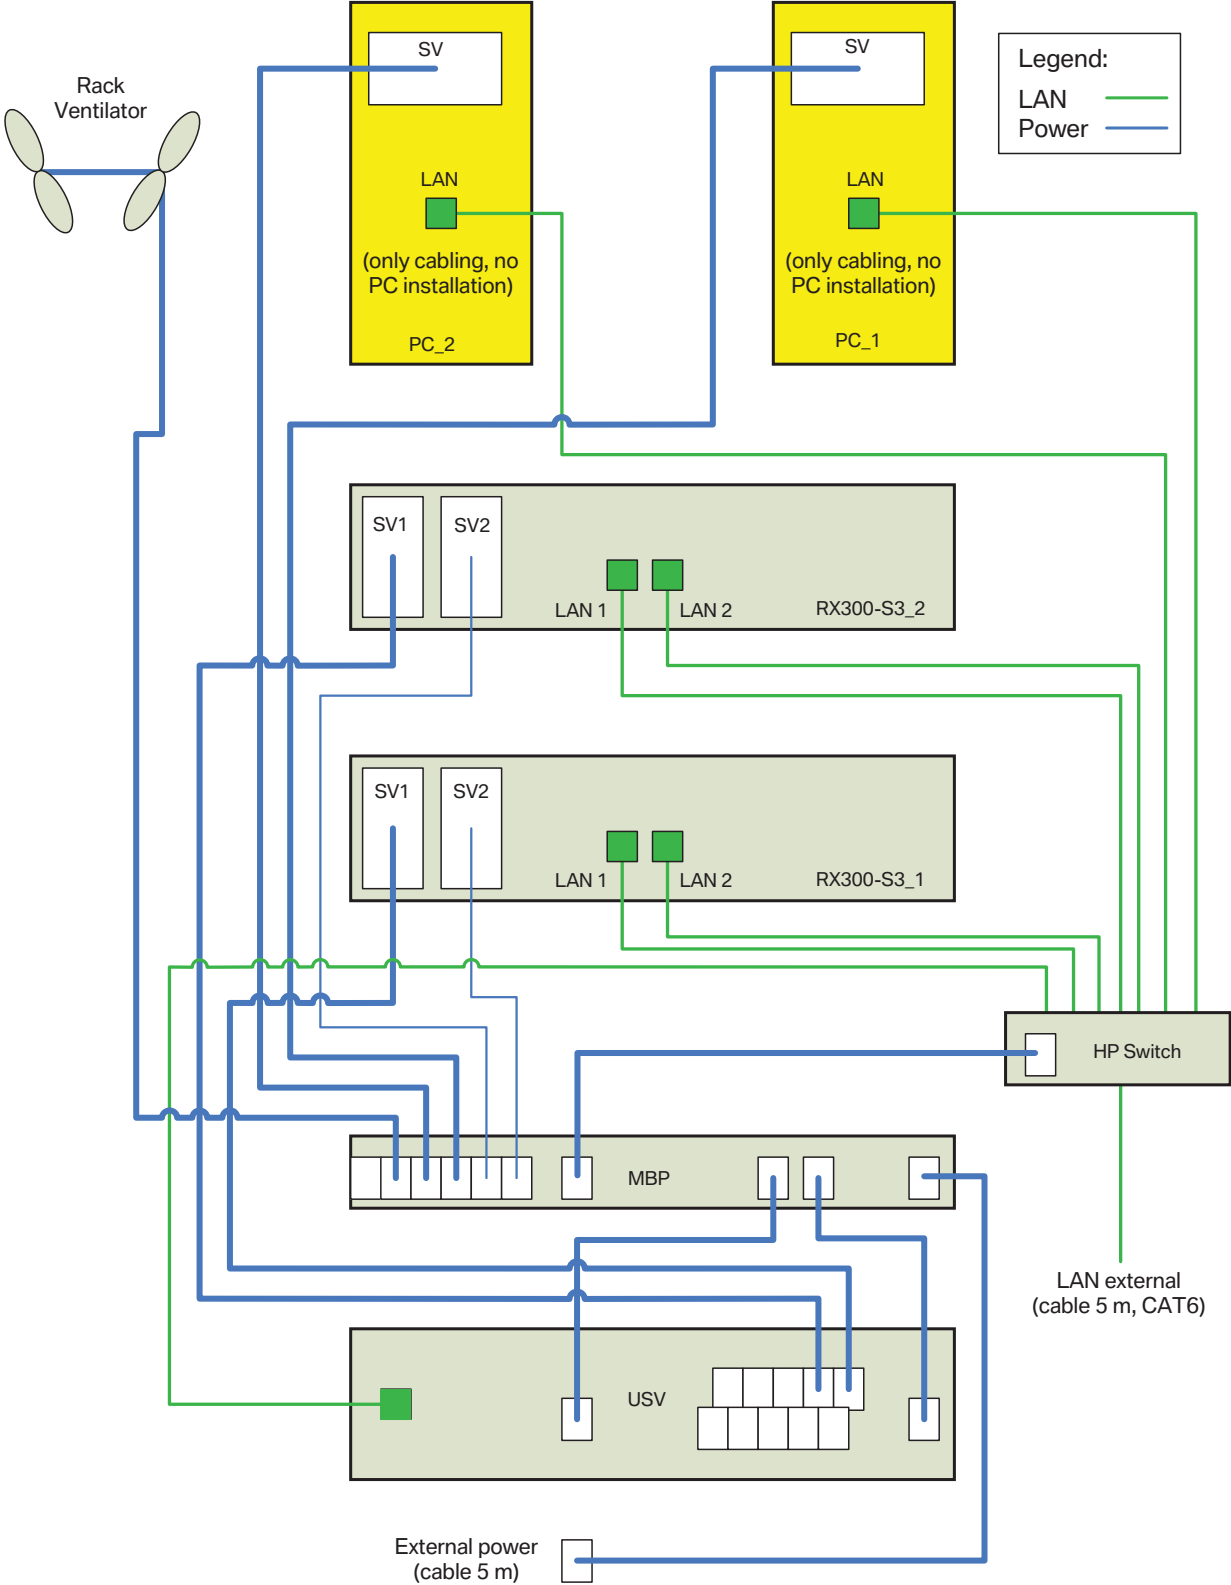 SV
SV
Legend:
LAN
Power
Rack
Ventilator
LAN
LAN
(only cabling, no
PC installation)
(only cabling, no
PC installation)
PC_2
PC_1
SV1
SV2
LAN 1
LAN 2
RX300-S3_2
SV1
SV2
LAN 1
LAN 2
RX300-S3_1
HP Switch
MBP
LAN external
(cable 5 m, CAT6)
USV
External power
(cable 5 m)